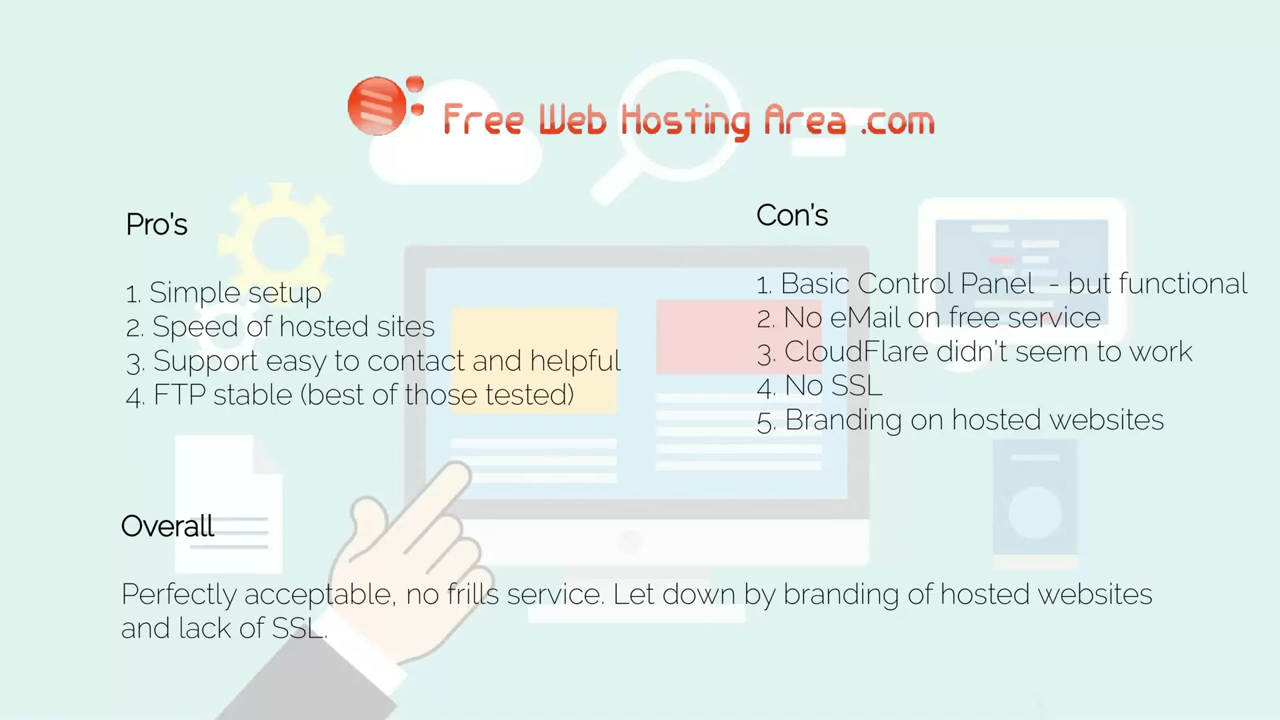 Free Web Hosting Area .com
Pro's
1. Simple setup
2. Speed of hosted sites
3. Support easy to contact and helpful
4. FTP stable (best of those tested)
Con's
1. Basic Control Panel  - but functional
2. No eMail on free service
3. CloudFlare didn't seem to work
4. No SSL
5. Branding on hosted websites
Overall
Perfectly acceptable, no frills service. Let down by branding of hosted websites
and lack of SSL.